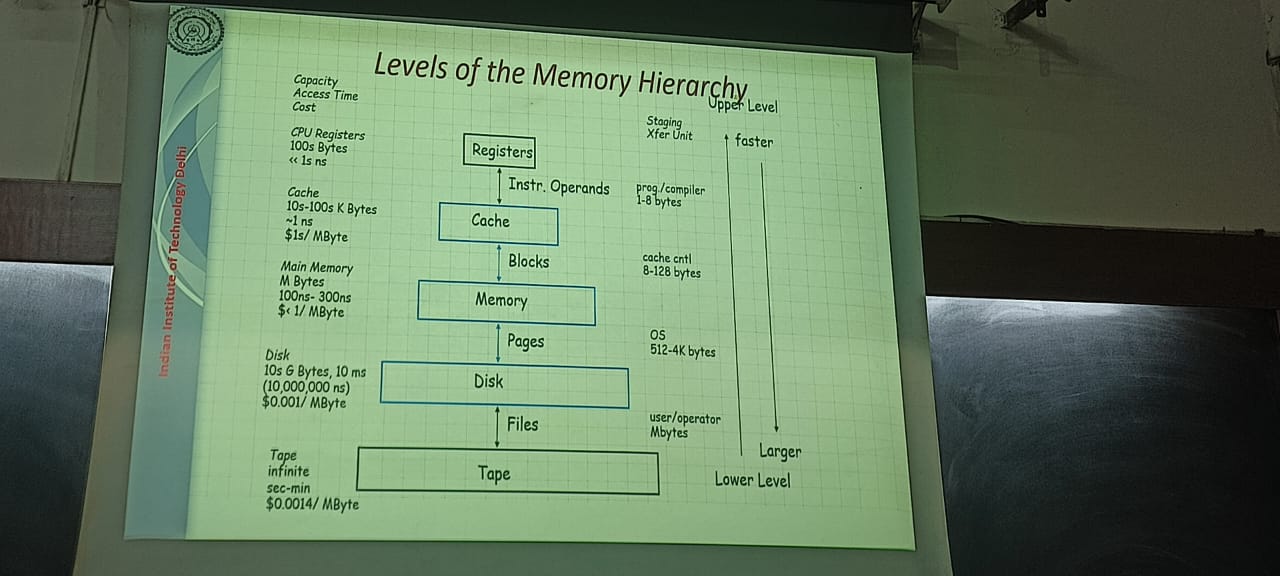 Levels of the Memory Hierarchy
Capacity
Access Time
Cost
Upper Level
Staging
Xfer Unit
faster
CPU Registers
100s Bytes
<< 1s ns
Registers
Instr. Operands
prog./compiler
1-8 bytes
Cache
10s-100s K Bytes
~1 ns
$1s/ MByte
Cache
Blocks
cache cntl
8-128 bytes
Main Memory
M Bytes
100ns- 300ns
$< 1/ MByte
Memory
Pages
OS
512-4K bytes
Disk
10s G Bytes, 10 ms
(10,000,000 ns)
$0.001/ MByte
Disk
Files
user/operator
Mbytes
Larger
Lower Level
Tape
infinite
sec-min
$0.0014/ MByte
Tape
Indian Institute of Technology Delhi